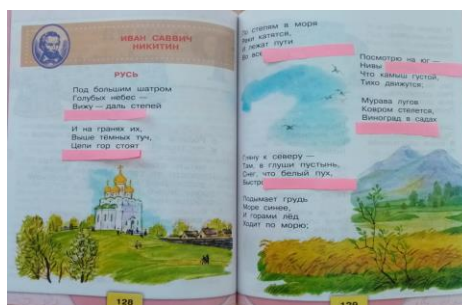 ИВАН САВВИЧ
НИКИТИН
РУСЬ
Под большим шатром
Голубых небес —
Вижу — даль степей
И на гранях их,
Выше тёмных туч,
Цепи гор стоят
128
По степям в моря
Реки катятся,
И лежат пути
Во все
Посмотрю на юг —
Нивы
Что камыш густой,
Тихо движутся;
Мурава лугов
Ковром стелется,
Виноград в садах
Гляну к северу —
Там, в глуши пустынь,
Снег, что белый пух,
Быстро
Подымает грудь
Море синее,
И горами лёд
Ходит по морю;
129